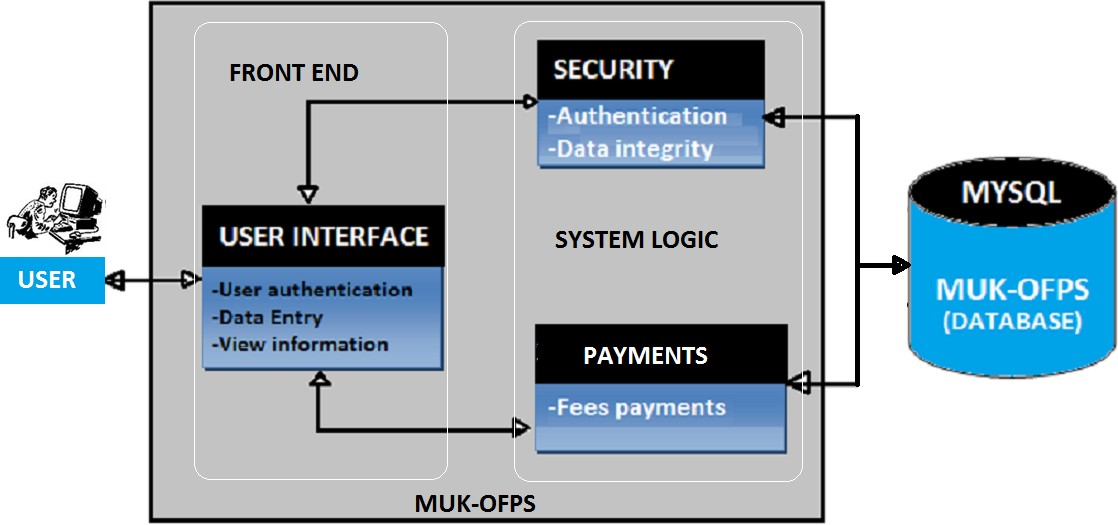 FRONT END
SECURITY
-Authentication
-Data integrity
USER INTERFACE
-User authentication
-Data Entry
-View information
USER
SYSTEM LOGIC
MYSQL
MUK-OFPS
(DATABASE)
PAYMENTS
-Fees payments
MUK-OFPS